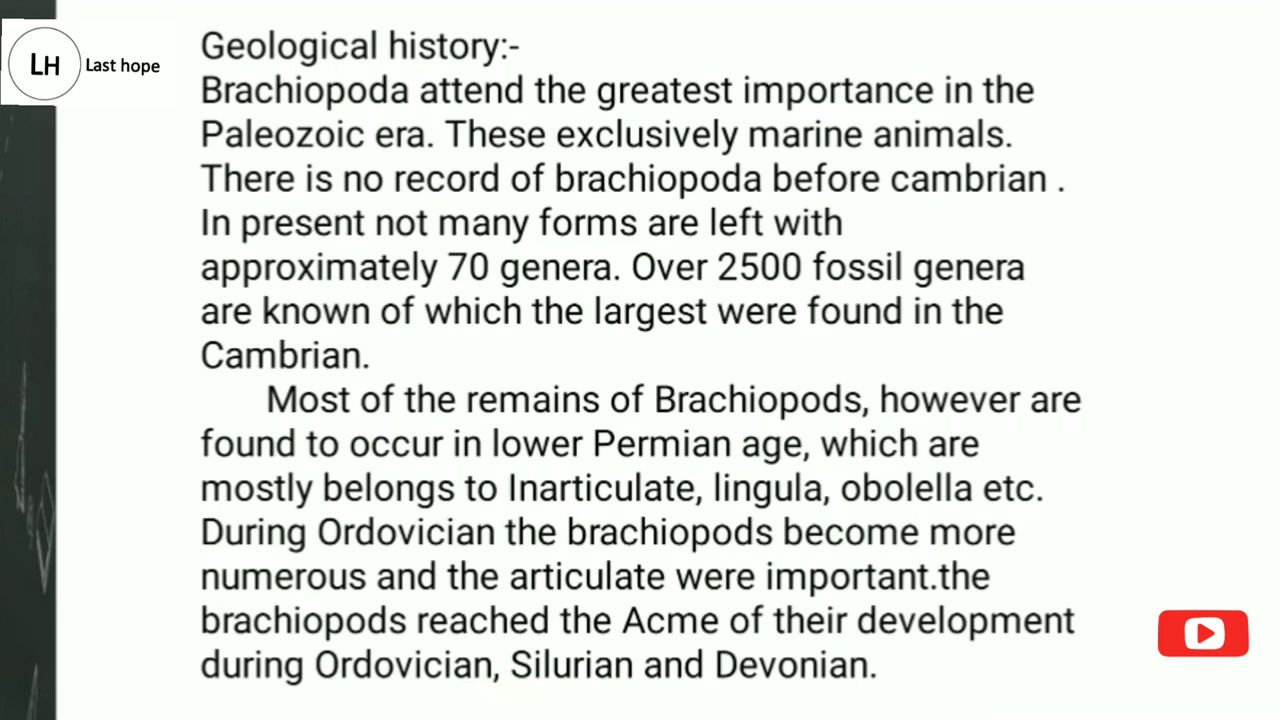 LH
Last hope
Geological history:-
Brachiopoda attend the greatest importance in the
Paleozoic era. These exclusively marine animals.
There is no record of brachiopoda before cambrian .
In present not many forms are left with
approximately 70 genera. Over 2500 fossil genera
are known of which the largest were found in the
Cambrian.
Most of the remains of Brachiopods, however are
found to occur in lower Permian age, which are
mostly belongs to Inarticulate, lingula, obolella etc.
During Ordovician the brachiopods become more
numerous and the articulate were important.the
brachiopods reached the Acme of their development
during Ordovician, Silurian and Devonian.